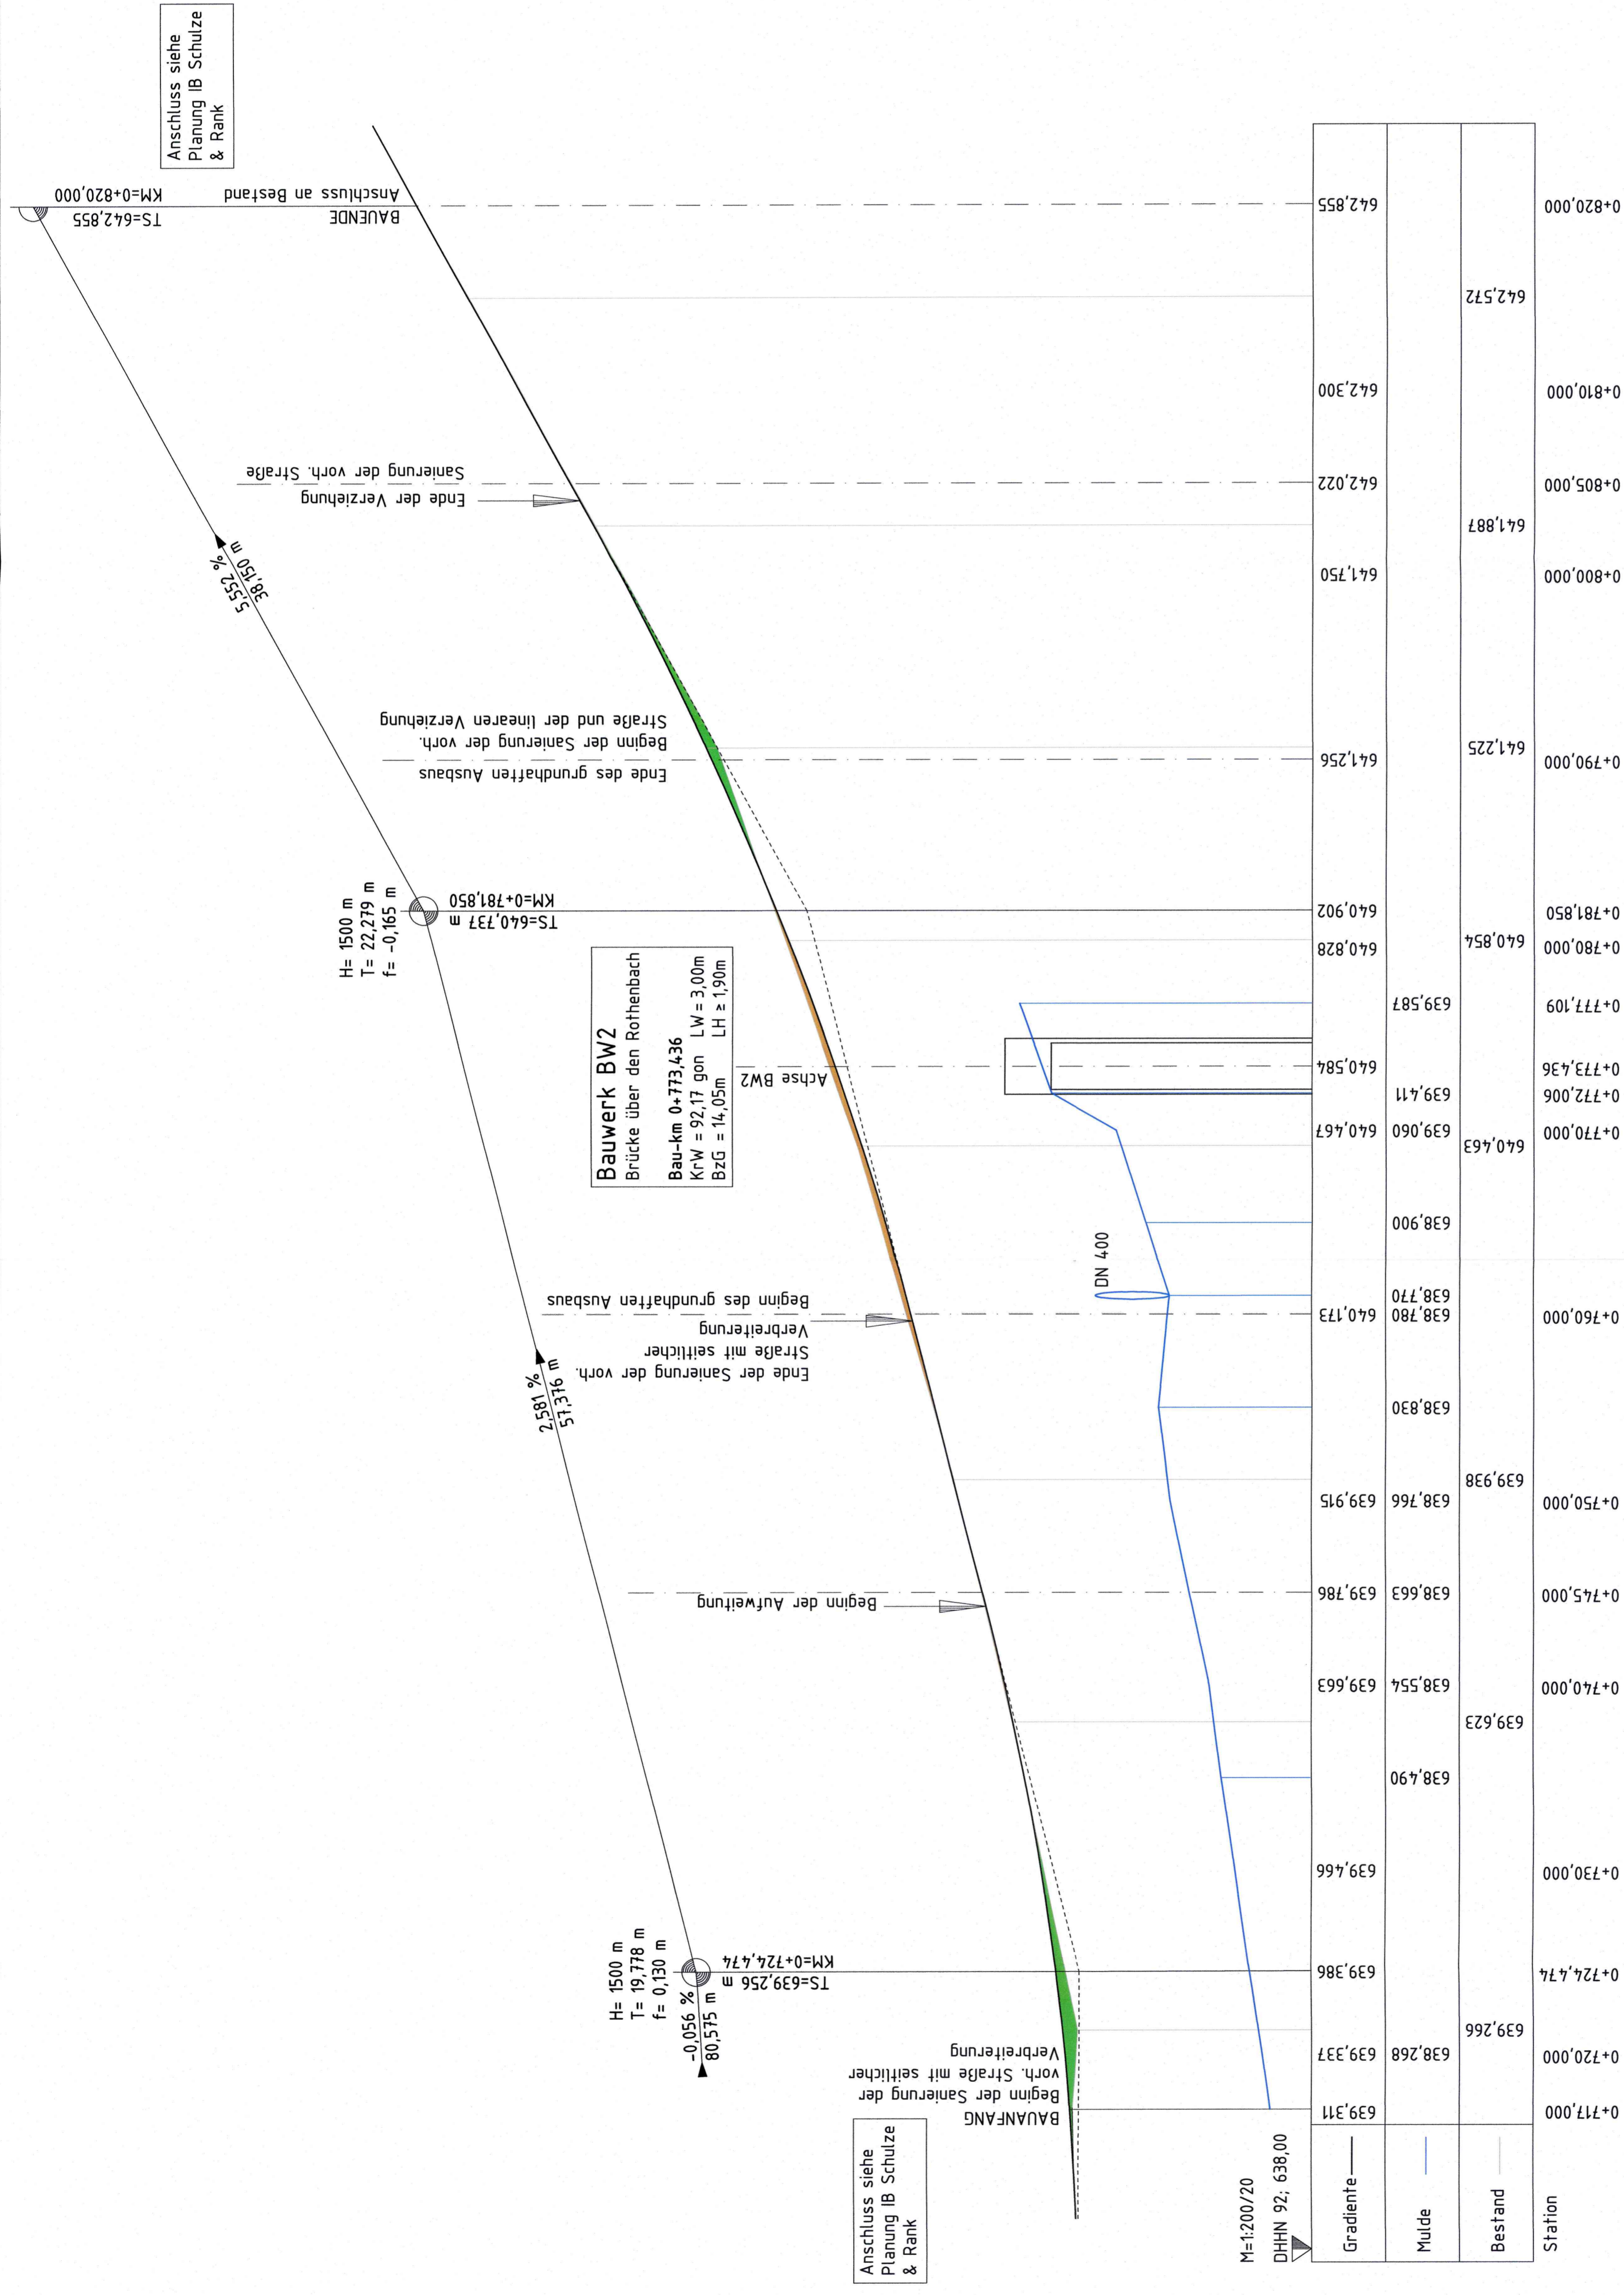 Anschluss siehe
Planung IB Schulze
& Rank
TS=642,855
KM=0+820,000
BAUENDE
Anschluss an Bestand
5,552 %
38,150 m
Ende der Verziehung
Sanierung der vorh. Straße
Ende des grundhaften Ausbaus
Beginn der Sanierung der vorh.
Straße und der linearen Verziehung
H= 1500 m
T= 22,279 m
f= -0,165 m
TS=640,737 m
KM=0+781,850
Bauwerk BW2
Brücke über den Rothenbach
Bau-km 0+773,436
KrW = 92,17 gon LW = 3,00m
BzG = 14,05m LH ≥ 1,90m
Achse BW2
2,581 %
57,376 m
Ende der Sanierung der vorh.
Straße mit seitlicher
Verbreiterung
Beginn des grundhaften Ausbaus
DN 400
Beginn der Aufweitung
H= 1500 m
T= 19,778 m
f= 0,130 m
-0,056 %
80,575 m
TS=639,256 m
KM=0+724,474
BAUANFANG
Beginn der Sanierung der
vorh. Straße mit seitlicher
Verbreiterung
Anschluss siehe
Planung IB Schulze
& Rank
M=1:200/20
DHHN 92; 638,00
Gradiente
639,311
639,337
639,386
639,466
639,663
639,786
639,915
640,173
640,467
640,584
640,828
640,902
641,256
641,750
642,022
642,300
642,855
Mulde
638,268
638,490
638,554
638,663
638,766
638,830
638,780
638,770
638,900
639,060
639,411
639,587
Bestand
639,266
639,623
639,938
640,463
640,854
641,225
641,887
642,572
Station
0+717,000
0+720,000
0+724,474
0+730,000
0+740,000
0+745,000
0+750,000
0+760,000
0+770,000
0+772,006
0+773,436
0+777,109
0+780,000
0+781,850
0+790,000
0+800,000
0+805,000
0+810,000
0+820,000